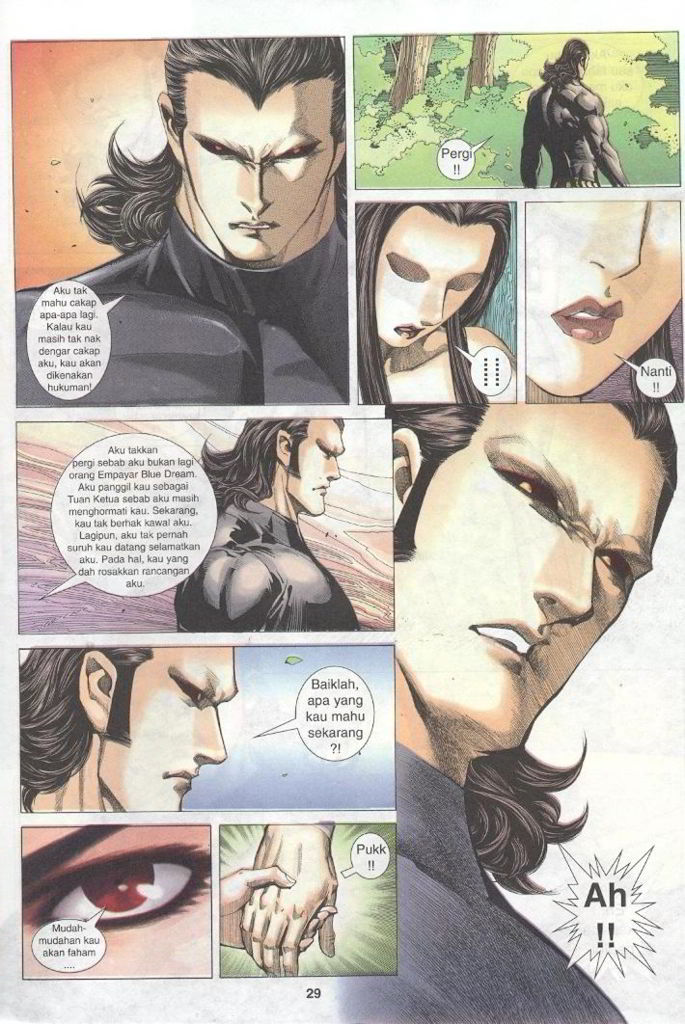 Aku tak
mahu cakap
apa-apa lagi.
Kalau kau
masih tak nak
dengar cakap
aku, kau akan
dikenakan
hukuman!
Pergi
!!
!!!
!!!
Nanti
!!
Aku takkan
pergi sebab aku bukan lagi
orang Empayar Blue Dream.
Aku panggil kau sebagai
Tuan Ketua sebab aku masih
menghormati kau. Sekarang,
kau tak berhak kawal aku.
Lagipun, aku tak pernah
suruh kau datang selamatkan
aku. Pada hal, kau yang
dah rosakkan rancangan
aku.
Baiklah,
apa yang
kau mahu
sekarang
?!
Mudah-
mudahan kau
akan faham
....
Pukk
!!
Ah
!!
29